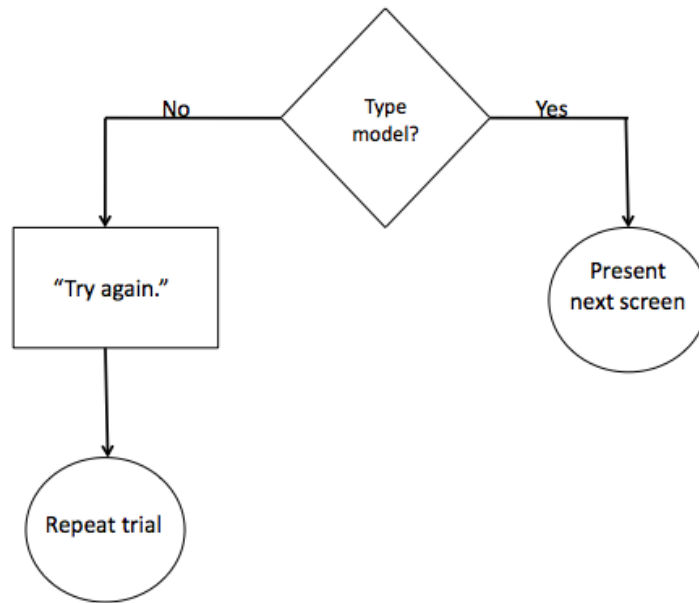 Type
model?
No
Yes
“Try again.”
Present
next screen
Repeat trial